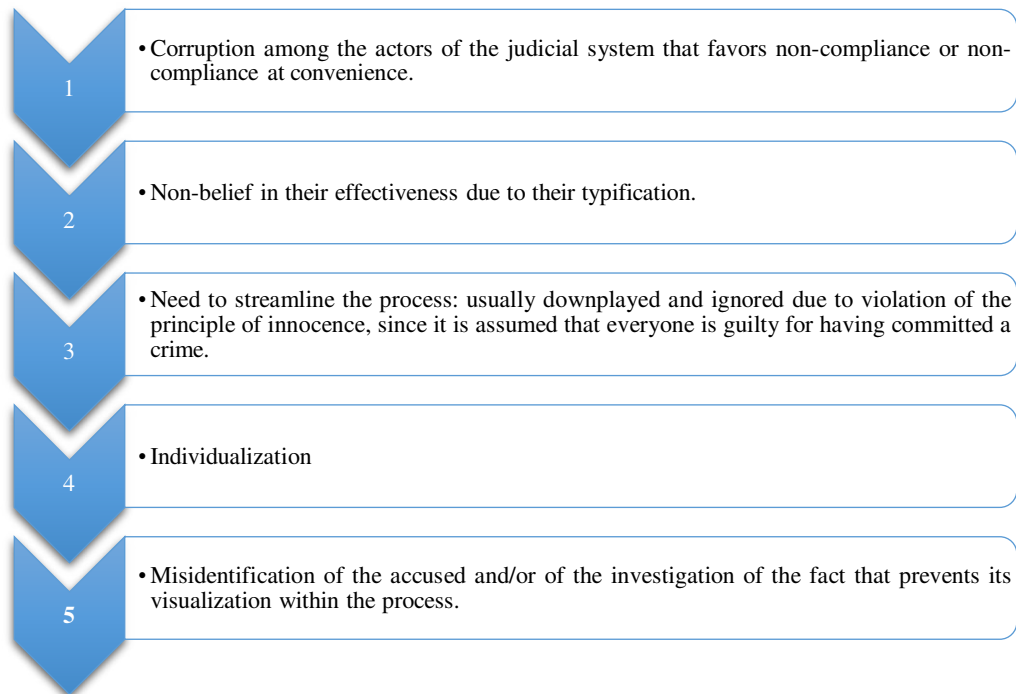 1
• Corruption among the actors of the judicial system that favors non-compliance or non-
compliance at convenience.
2
• Non-belief in their effectiveness due to their typification.
3
• Need to streamline the process: usually downplayed and ignored due to violation of the
principle of innocence, since it is assumed that everyone is guilty for having committed a
crime.
4
• Individualization
5
• Misidentification of the accused and/or of the investigation of the fact that prevents its
visualization within the process.